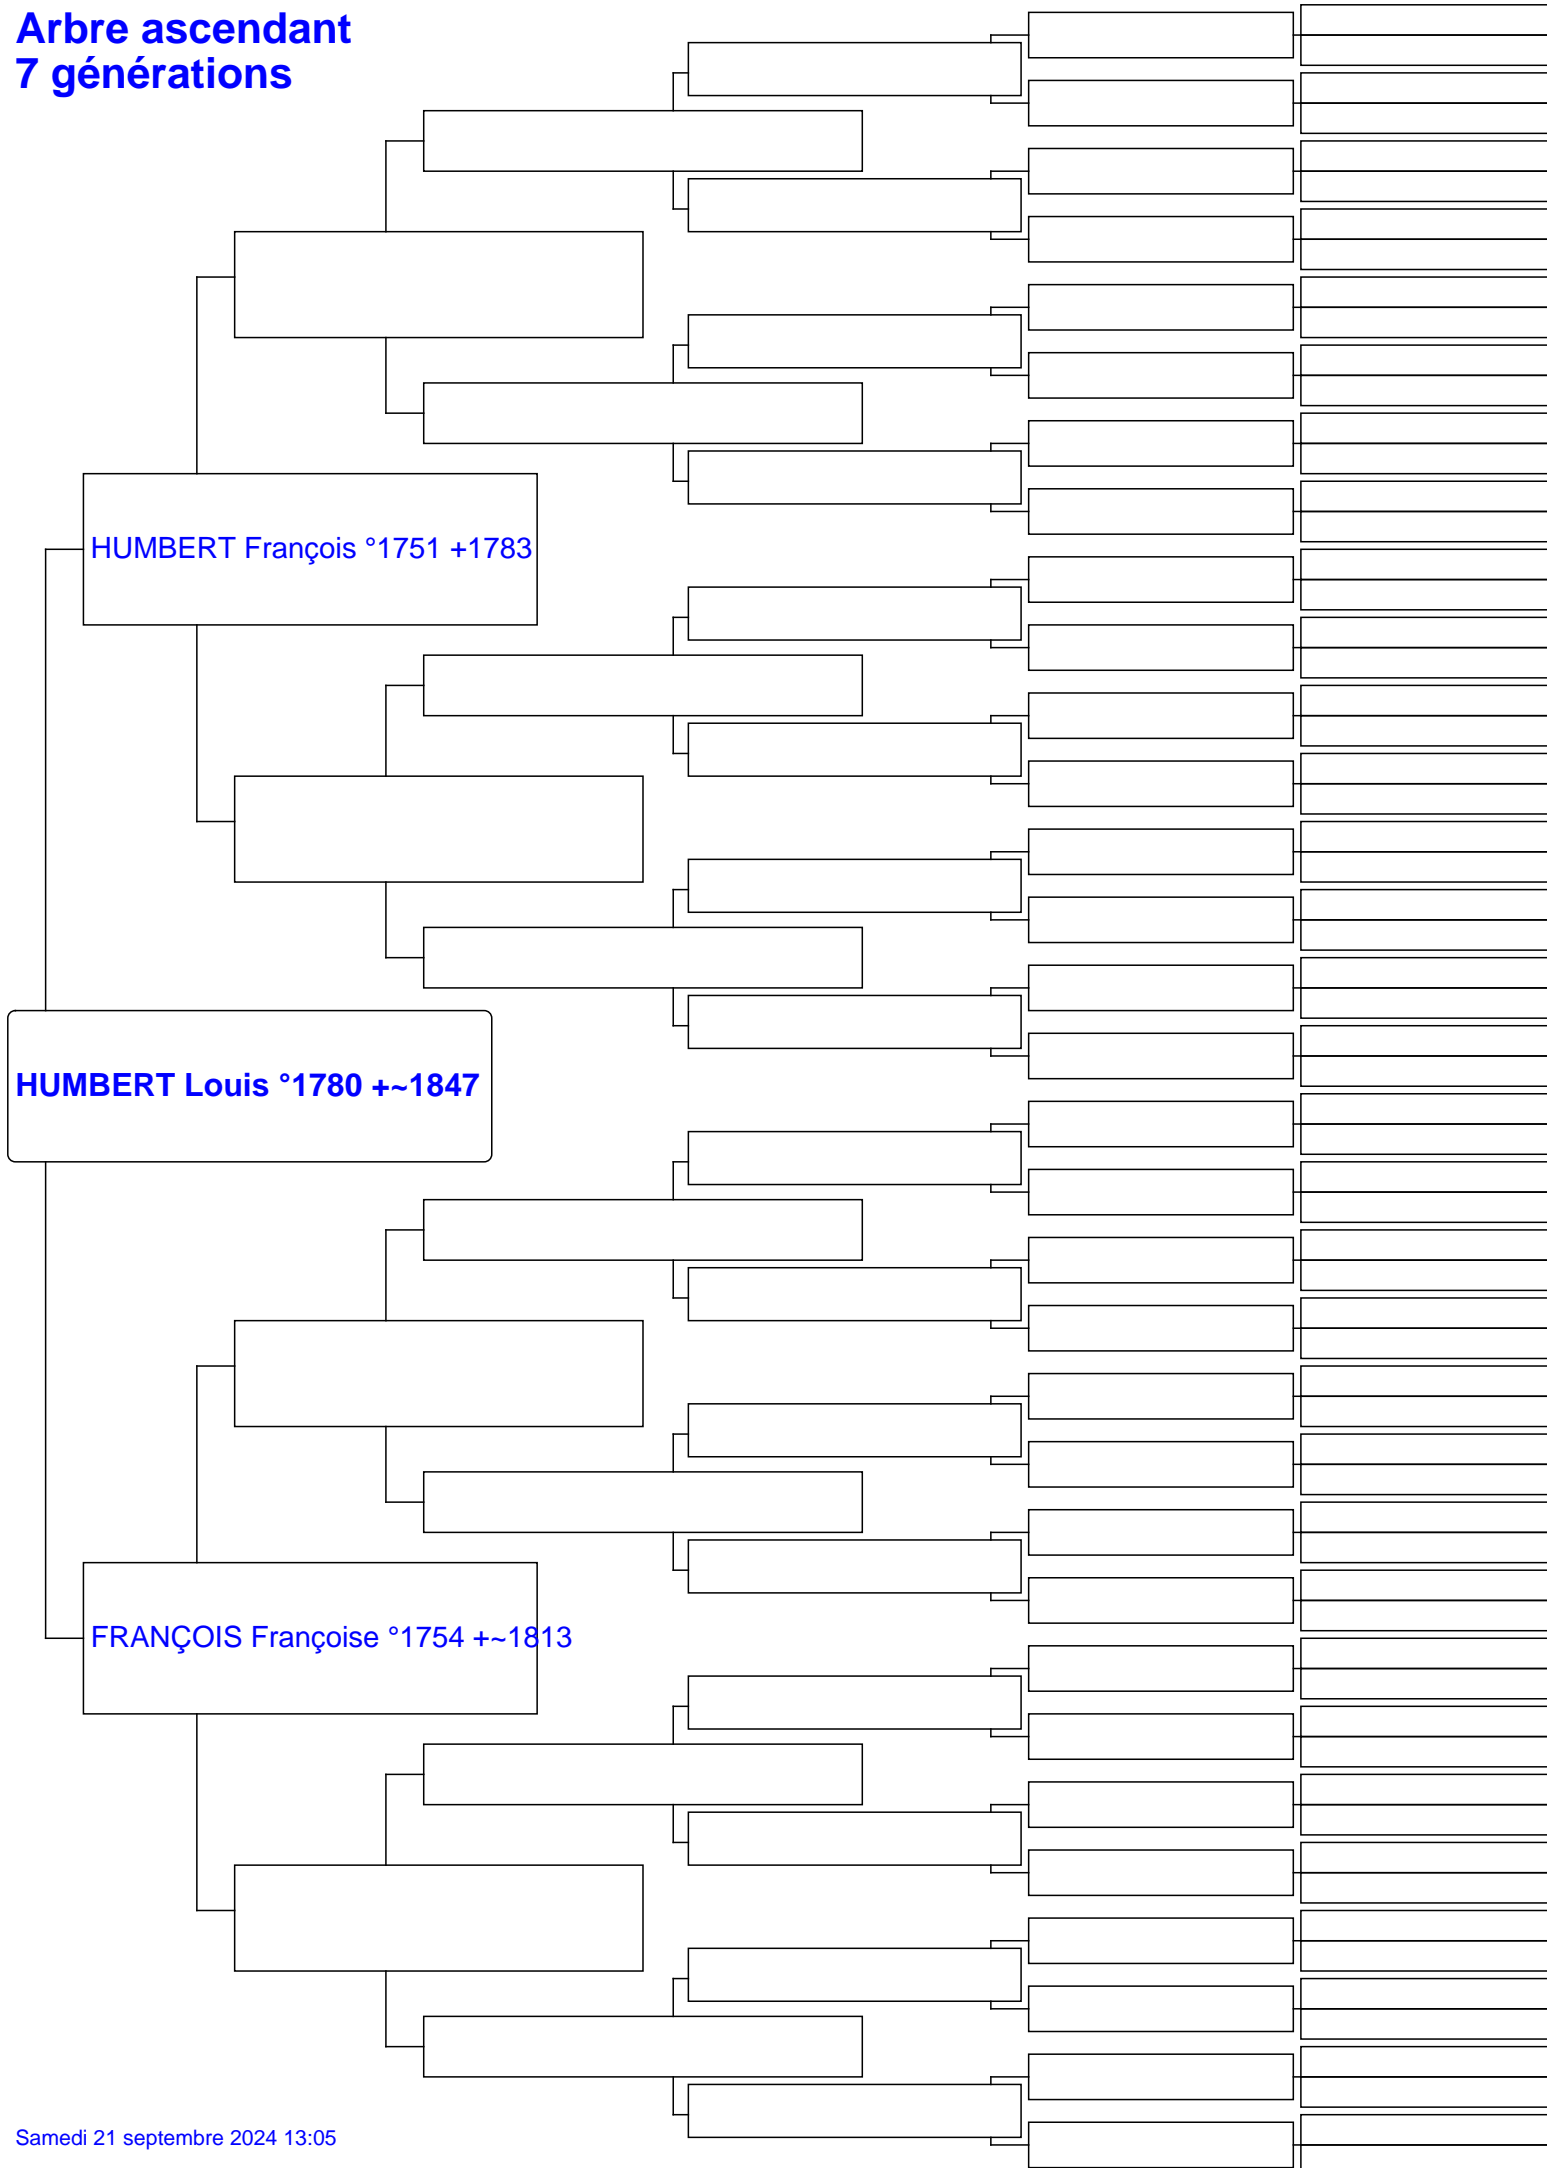 Arbre ascendant
7 générations
HUMBERT François °1751 +1783
HUMBERT Louis °1780 +~1847
FRANÇOIS Françoise °1754 +~1813
Samedi 21 septembre 2024 13:05